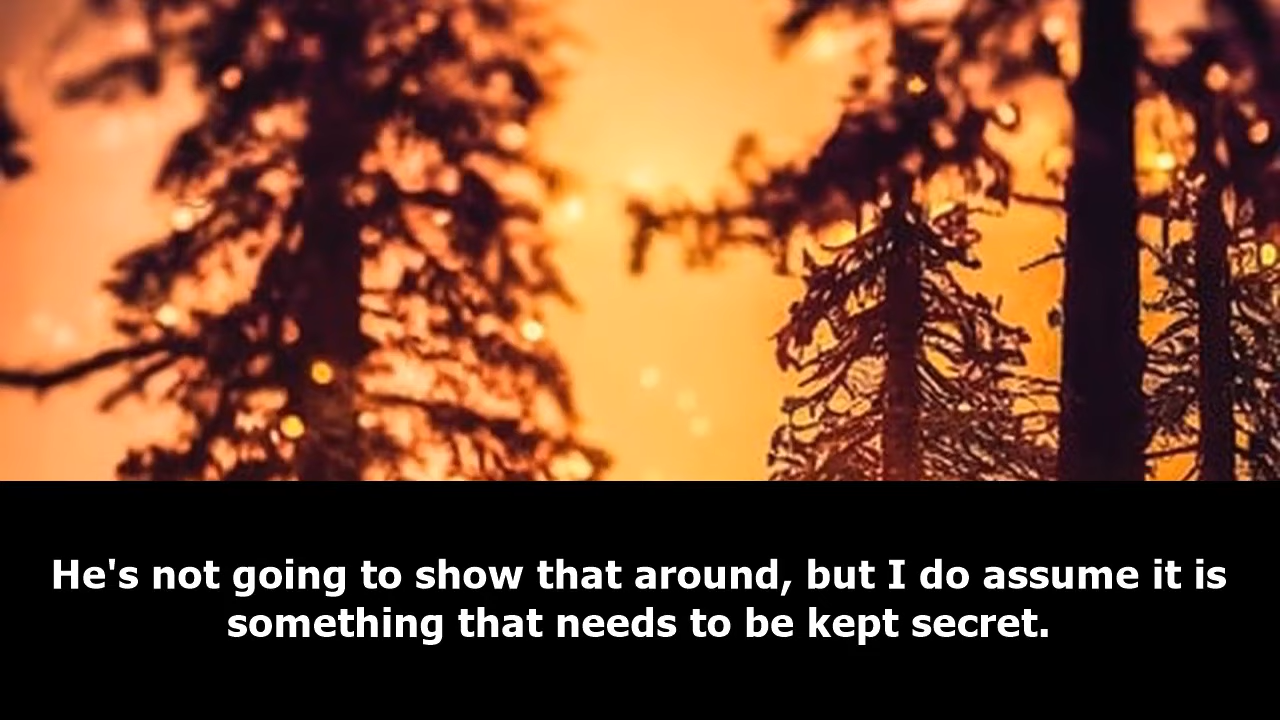 He's not going to show that around, but I do assume it is
something that needs to be kept secret.